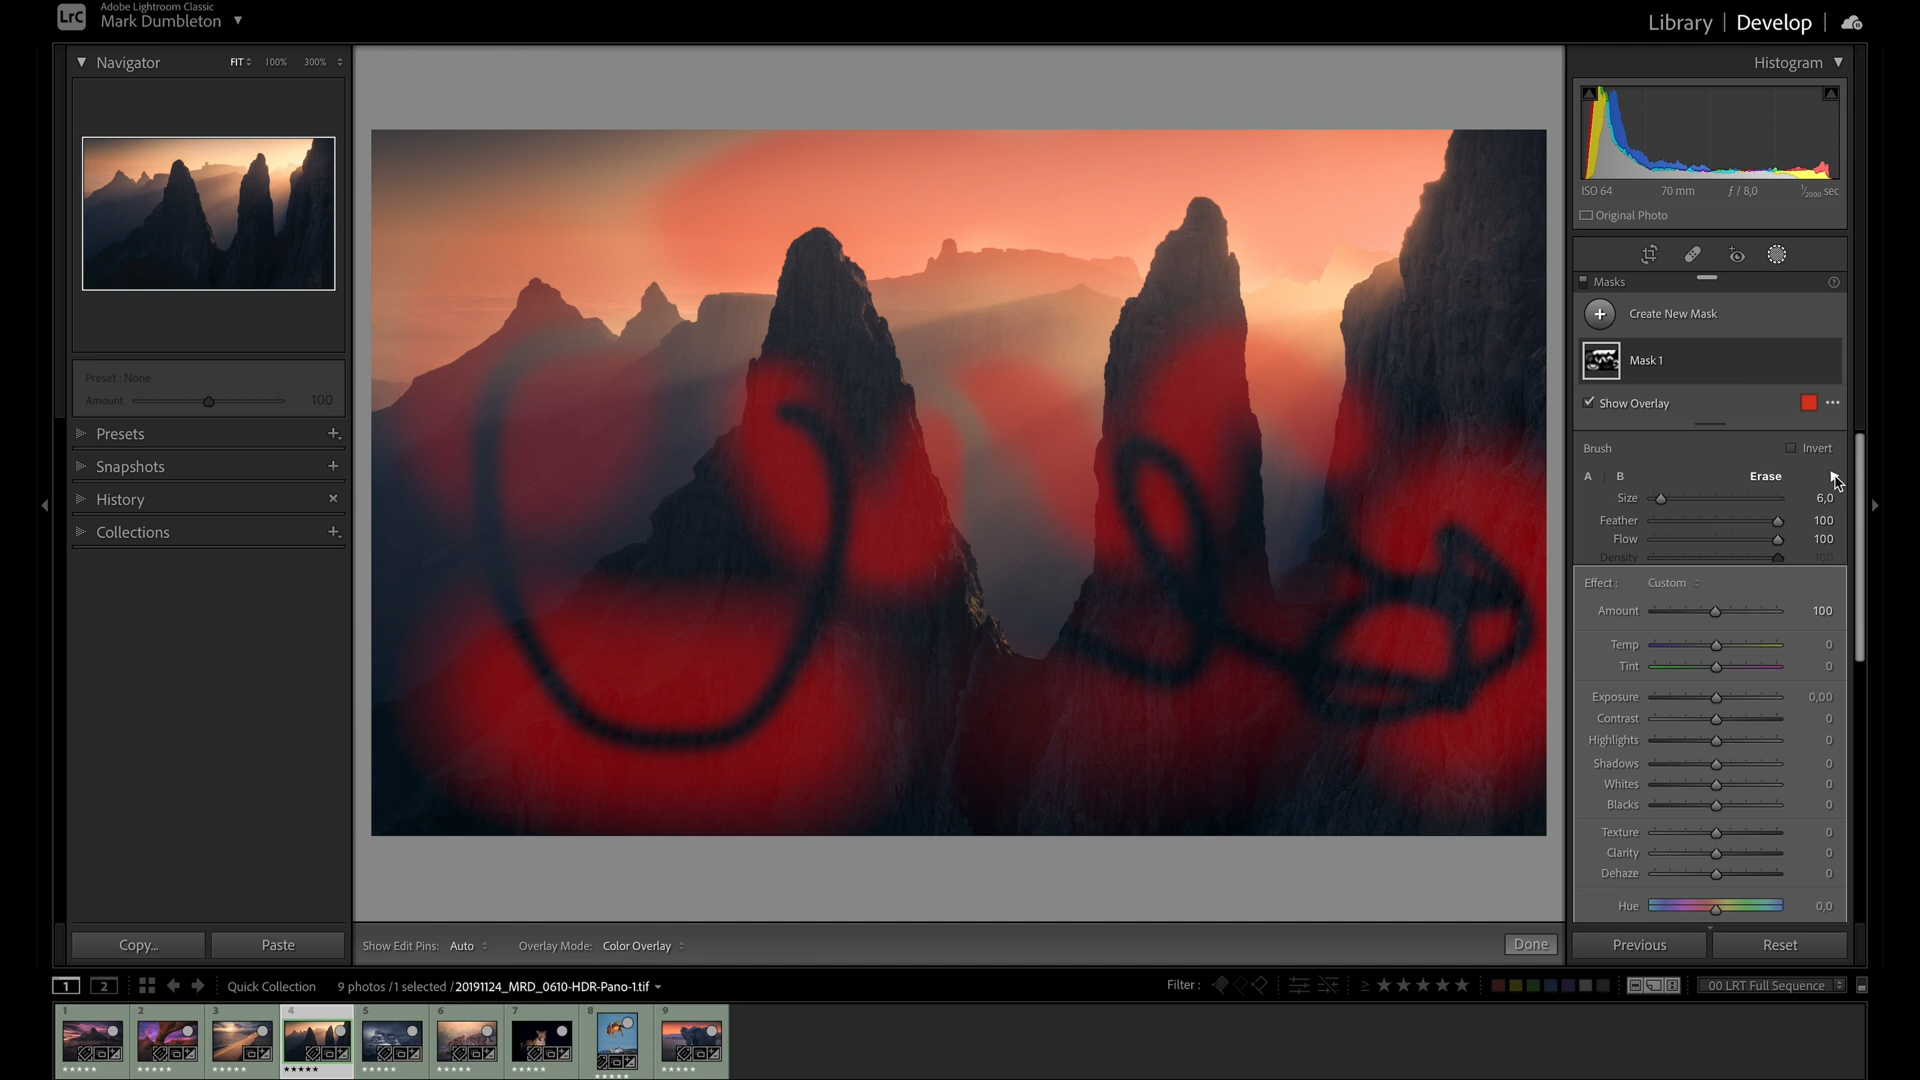 LrC
Adobe Lightroom Classic
Mark Dumbleton
Library | Develop
Navigator FIT 100% 300%
Preset : None
Amount 100
Presets
Snapshots
History
Collections
Copy...
Paste
Histogram
ISO 64 70 mm ƒ / 8,0 1/2000 sec
Original Photo
Masks
Create New Mask
Mask 1
Show Overlay
Brush Invert
A B Erase
Size 6,0
Feather 100
Flow 100
Density 100
Effect : Custom
Amount 100
Temp 0
Tint 0
Exposure 0,00
Contrast 0
Highlights 0
Shadows 0
Whites 0
Blacks 0
Texture 0
Clarity 0
Dehaze 0
Hue 0,0
Show Edit Pins: Auto Overlay Mode: Color Overlay Done
Previous Reset
1 2 Quick Collection 9 photos /1 selected /20191124_MRD_0610-HDR-Pano-1.tif Filter : 00 LRT Full Sequence
1 2 3 4 5 6 7 8 9